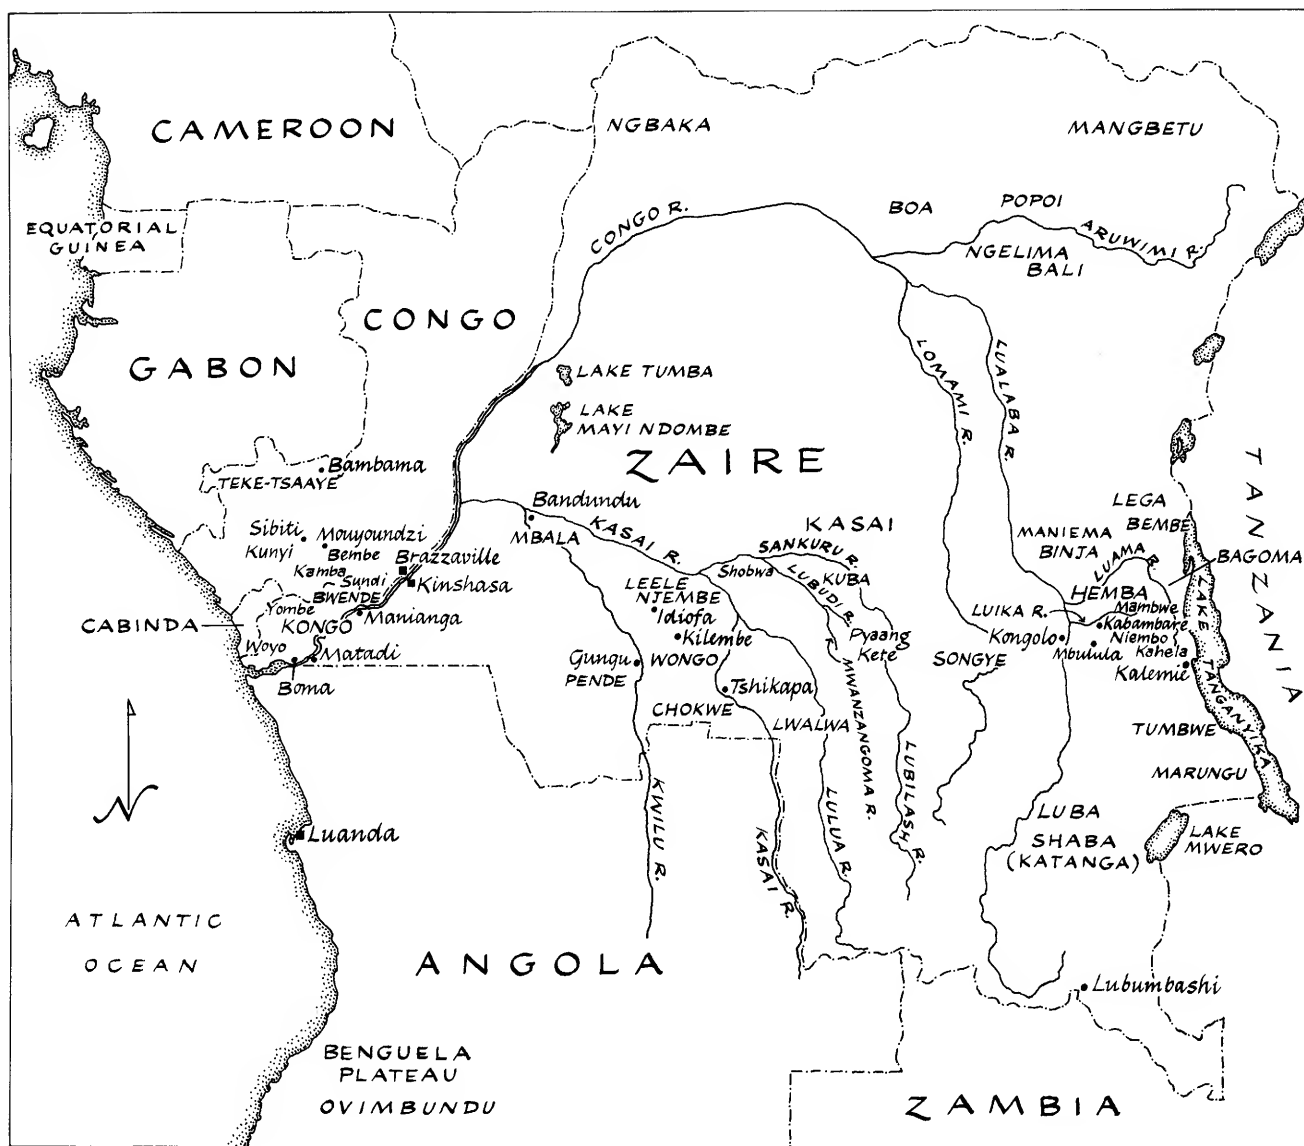 CAMEROON
NGBAKA
MANGBETU
EQUATORIAL
GUINEA
CONGO R.
BOA
POPOI
ARUWIMI R.
NGELIMA
BALI
CONGO
GABON
LAKE TUMBA
LAKE
MAYI NDOMBE
LOMAMI R.
LUALABA R.
ZAIRE
TANZANIA
Bambama
TEKE-TSAAYE
Bandundu
MBALA
KASAI R.
KASAI
SANKURU R.
LEGA
BEMBE
MANIEMA
BINJA
LUAMA R.
BAGOMA
Sibiti
Mouyoundzi
Kunyi
Bembe
Kamba
Brazzaville
Sundi
Kinshasa
BWENDE
Yombe
Manianga
KONGO
CABINDA
Woyo
Matadi
Boma
Shobwa
LUBUDI R.
KUBA
LEELE
NJEMBE
Idiofa
Kilembe
Gungu
WONGO
PENDE
Pyaang
Kete
Tshikapa
CHOKWE
LWALWA
MWANZANGOMA R.
LUBILASH R.
LULUA R.
KWILU R.
KASAI R.
HEMBA
LUIKA R.
Mambwe
Kabambare
Kongolo
Niembo
Mbulula
Kahela
SONGYE
Kalemie
LAKE TANGANYIKA
TUMBWE
MARUNGU
LUBA
SHABA
(KATANGA)
LAKE
MWERO
N
Luanda
ATLANTIC
OCEAN
ANGOLA
Lubumbashi
BENGUELA
PLATEAU
OVIMBUNDU
ZAMBIA